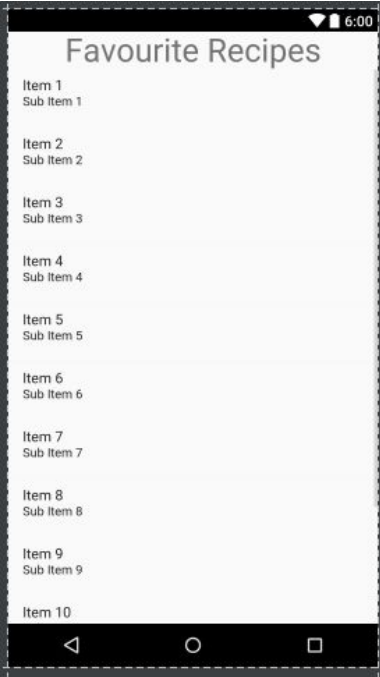 6:00
Favourite Recipes
Item 1
Sub Item 1
Item 2
Sub Item 2
Item 3
Sub Item 3
Item 4
Sub Item 4
Item 5
Sub Item 5
Item 6
Sub Item 6
Item 7
Sub Item 7
Item 8
Sub Item 8
Item 9
Sub Item 9
Item 10